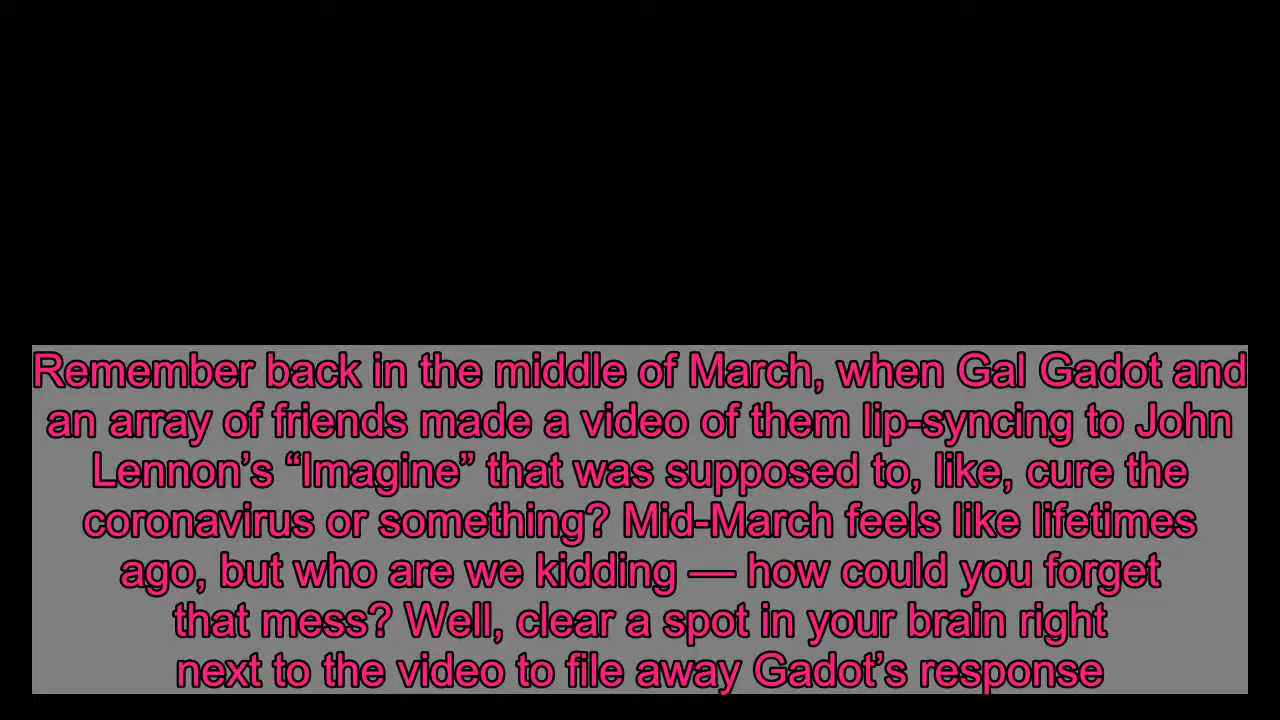 Remember back in the middle of March, when Gal Gadot and
an array of friends made a video of them lip-syncing to John
Lennon’s “Imagine” that was supposed to, like, cure the
coronavirus or something? Mid-March feels like lifetimes
ago, but who are we kidding — how could you forget
that mess? Well, clear a spot in your brain right
next to the video to file away Gadot’s response